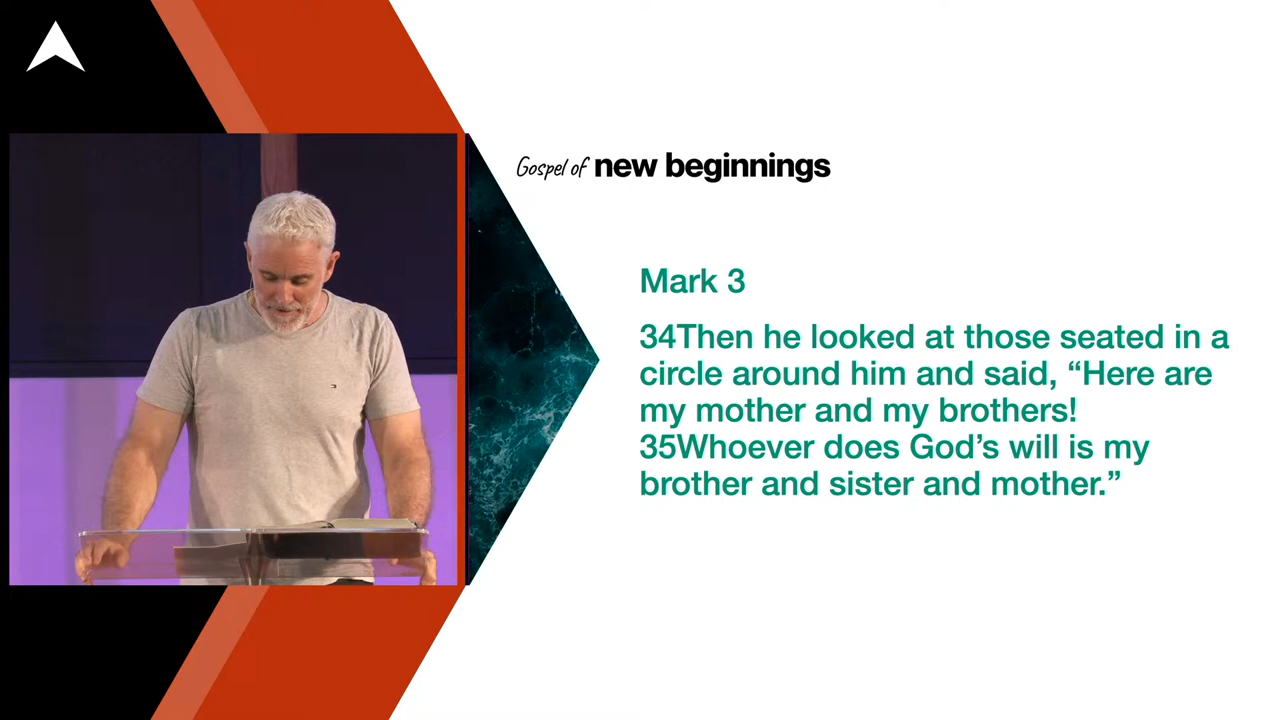 Gospel of new beginnings
Mark 3
34Then he looked at those seated in a
circle around him and said, “Here are
my mother and my brothers!
35Whoever does God’s will is my
brother and sister and mother.”